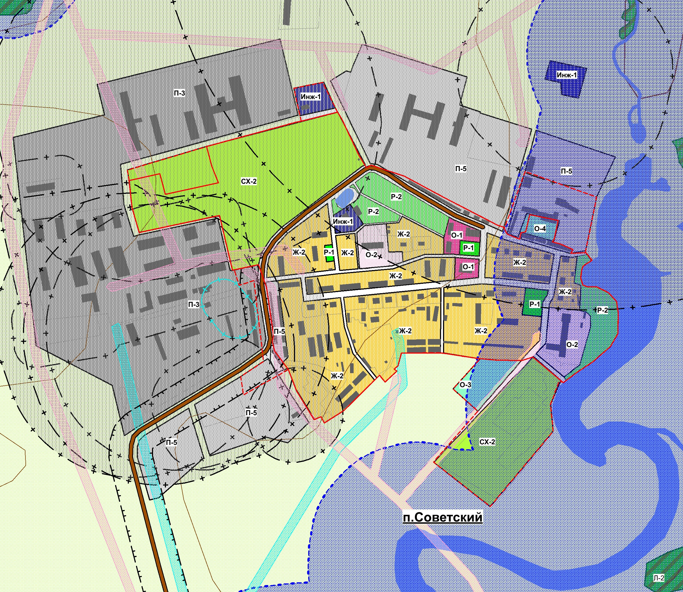 Инж-1
П-3
Инж-1
П-5
П-5
СХ-2
Р-2
Р-2
Инж-1
О-4
Ж-2
О-1
Р-1
Ж-2
Р-1
Ж-2
О-2
О-1
Ж-2
Ж-2
Ж-2
П-3
Р-1
Р-2
П-5
Ж-2
Ж-2
О-2
Ж-2
О-3
П-5
П-5
СХ-2
п.Советский
Л-2